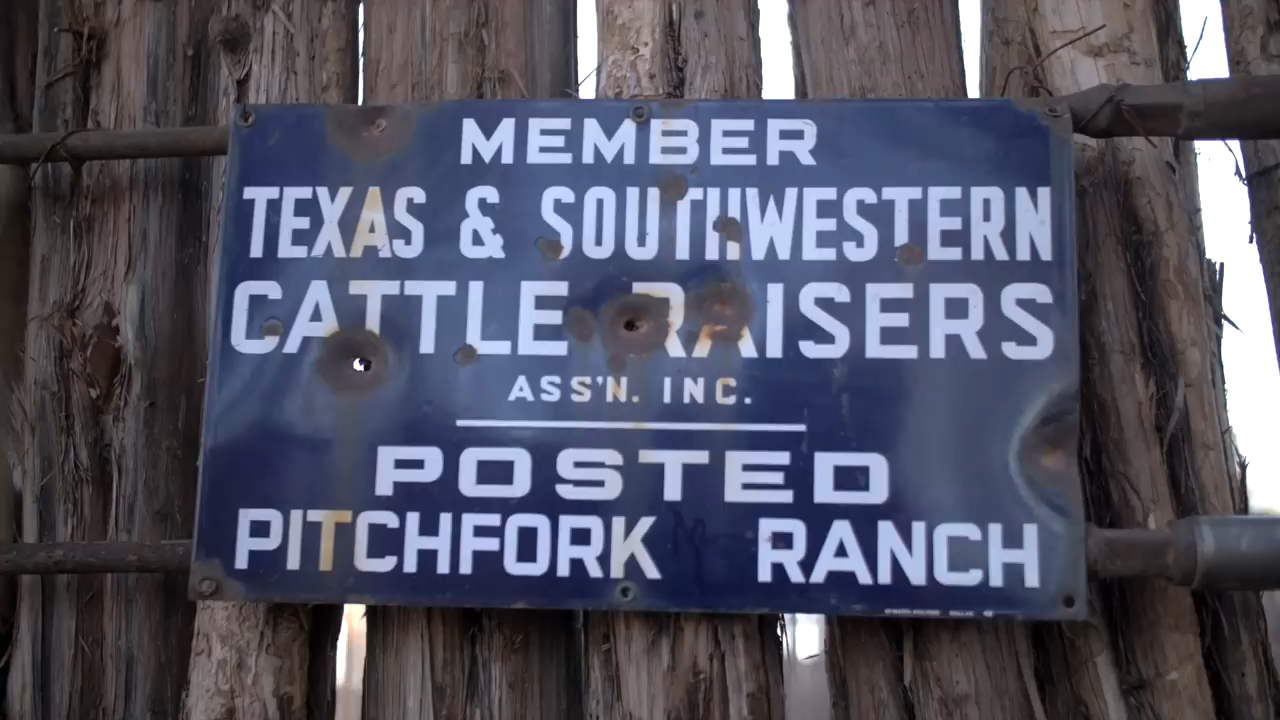 MEMBER
TEXAS & SOUTHWESTERN
CATTLE RAISERS
ASS'N. INC.
POSTED
PITCHFORK RANCH